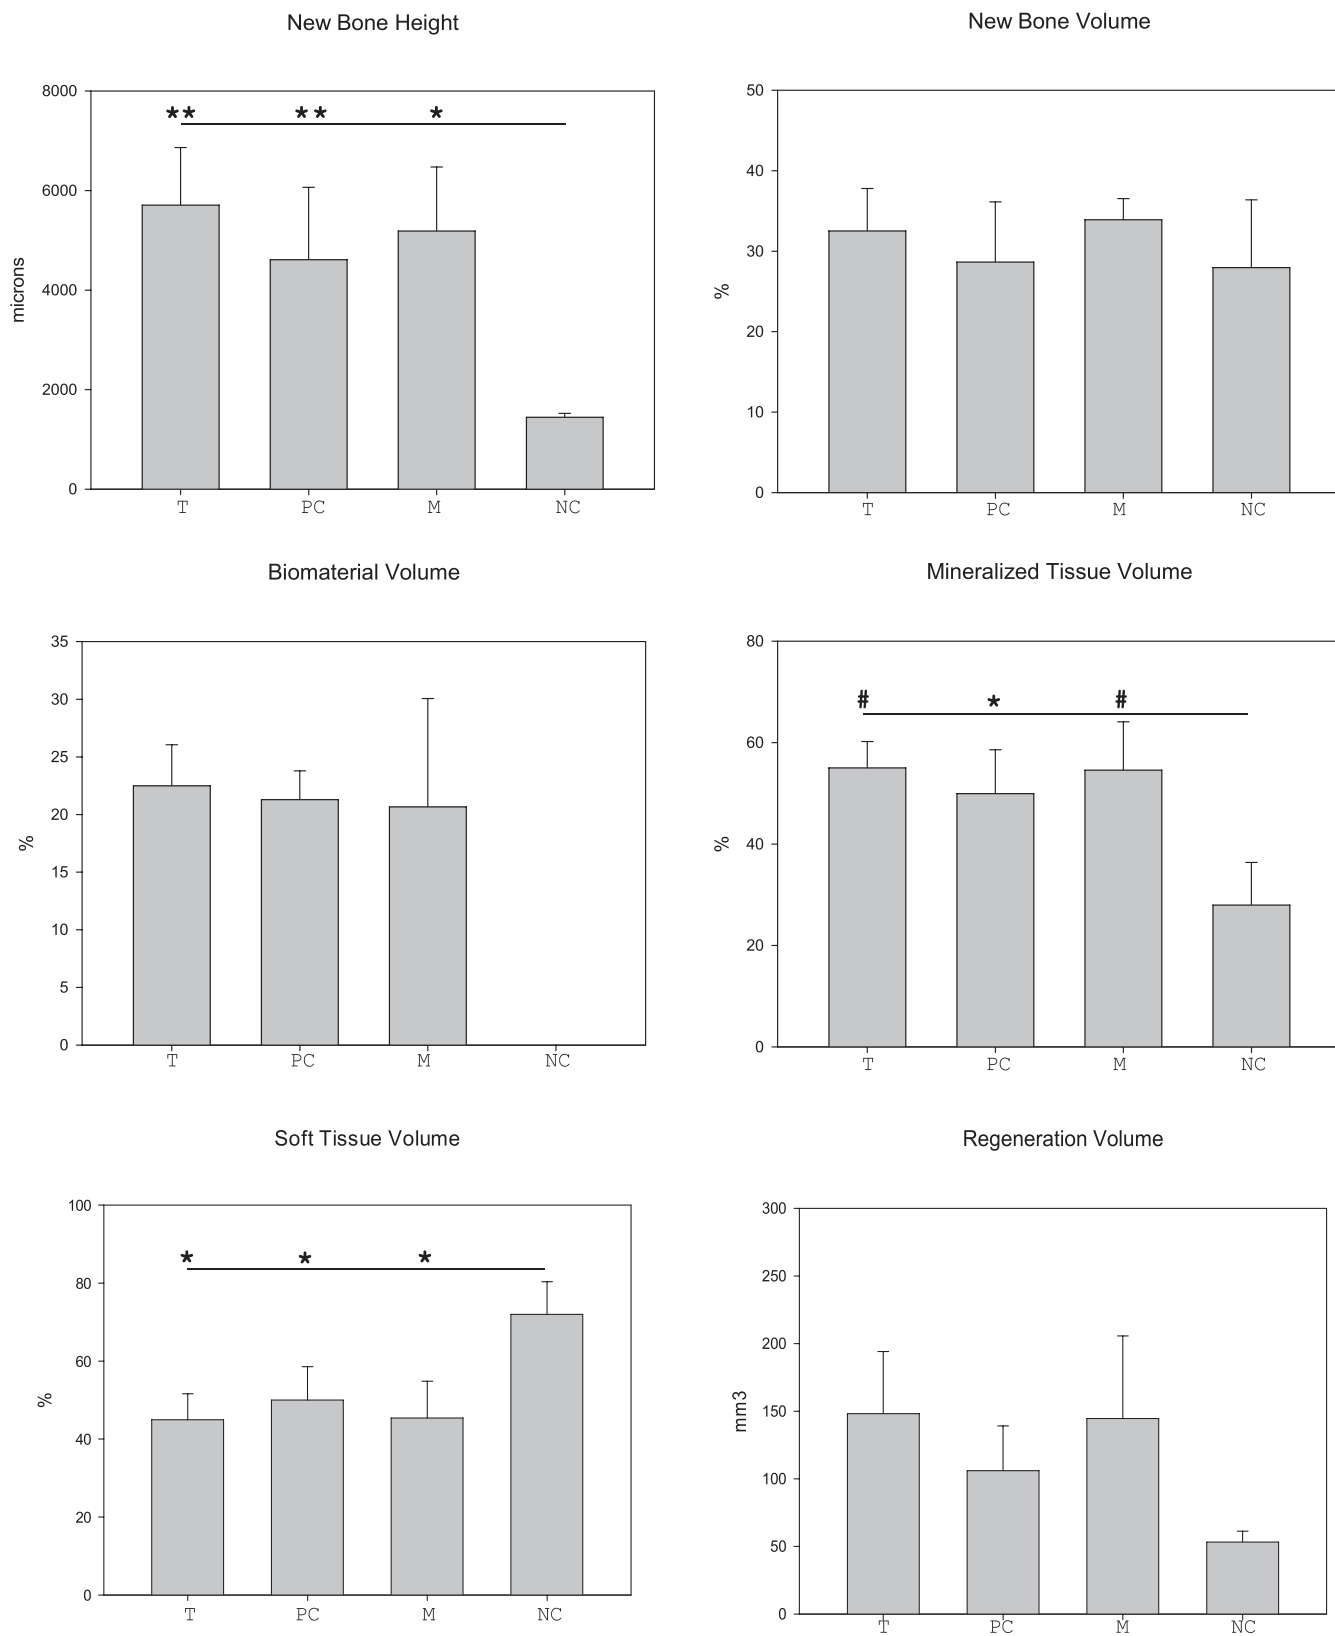 New Bone Height
New Bone Volume
8000
6000
4000
2000
0
microns
** ** *
T PC M NC
50
40
30
20
10
0
%
T PC M NC
Biomaterial Volume
Mineralized Tissue Volume
35
30
25
20
15
10
5
0
%
T PC M NC
80
60
40
20
0
%
# * #
T PC M NC
Soft Tissue Volume
Regeneration Volume
100
80
60
40
20
0
%
* * *
T PC M NC
300
250
200
150
100
50
0
mm3
T PC M NC